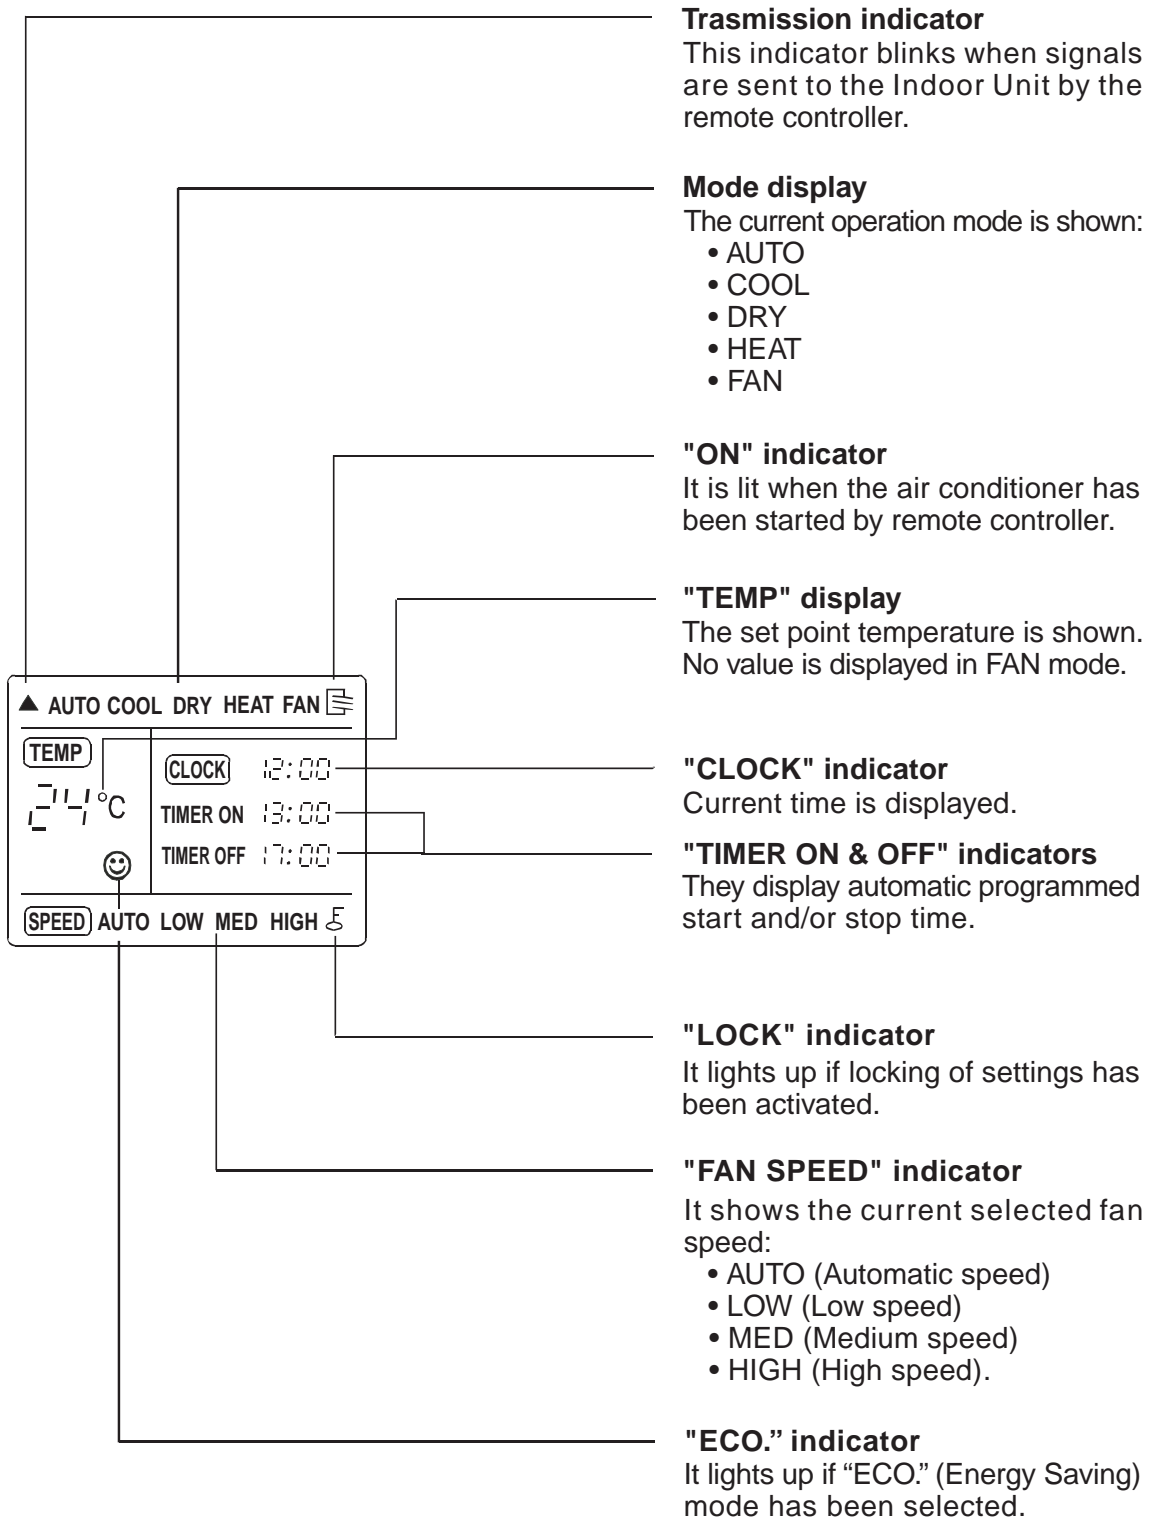 Trasmission indicator
This indicator blinks when signals
are sent to the Indoor Unit by the
remote controller.
Mode display
The current operation mode is shown:
• AUTO
• COOL
• DRY
• HEAT
• FAN
"ON" indicator
It is lit when the air conditioner has
been started by remote controller.
"TEMP" display
The set point temperature is shown.
No value is displayed in FAN mode.
▲ AUTO COOL DRY HEAT FAN
TEMP
24°C
CLOCK 12:00
TIMER ON 13:00
TIMER OFF 17:00
SPEED AUTO LOW MED HIGH
"CLOCK" indicator
Current time is displayed.
"TIMER ON & OFF" indicators
They display automatic programmed
start and/or stop time.
"LOCK" indicator
It lights up if locking of settings has
been activated.
"FAN SPEED" indicator
It shows the current selected fan
speed:
• AUTO (Automatic speed)
• LOW (Low speed)
• MED (Medium speed)
• HIGH (High speed).
"ECO.” indicator
It lights up if “ECO.” (Energy Saving)
mode has been selected.